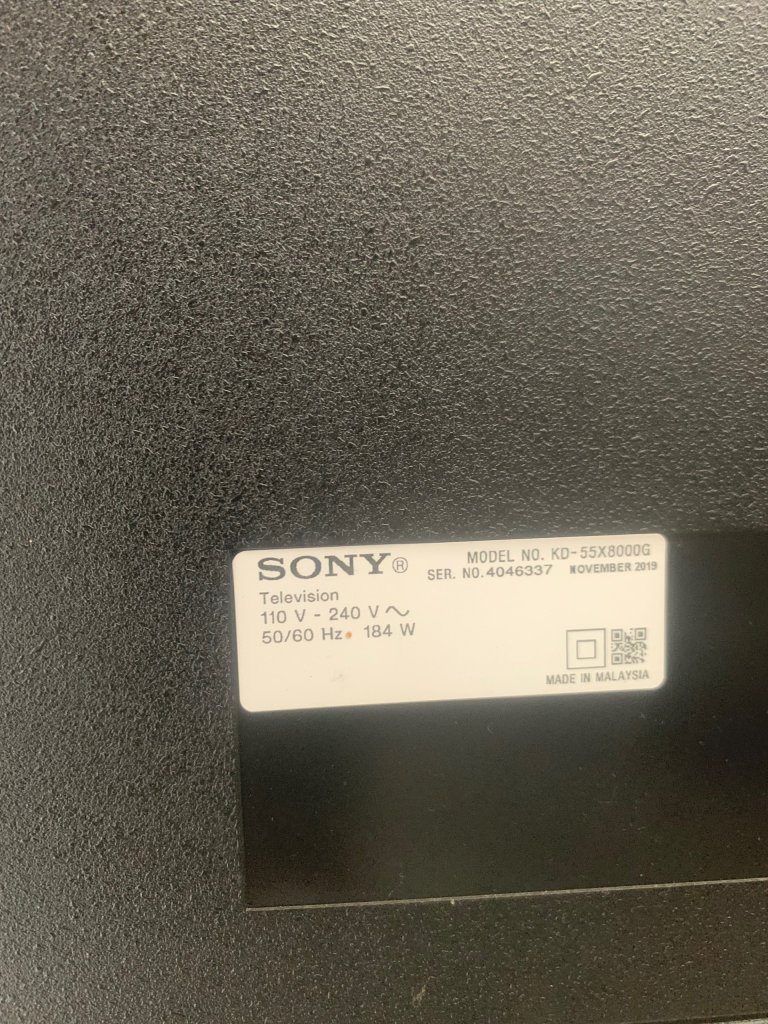 SONY®
MODEL NO. KD-55X8000G
SER. NO.4046337 NOVEMBER 2019
Television
110 V - 240 V ~
50/60 Hz 184 W
MADE IN MALAYSIA